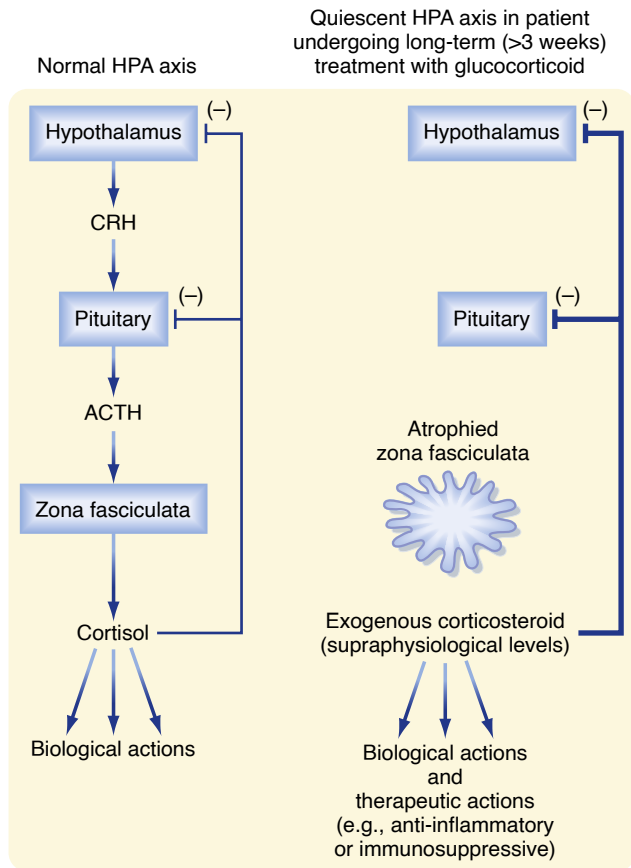 Normal HPA axis
Quiescent HPA axis in patient
undergoing long-term (>3 weeks)
treatment with glucocorticoid
Hypothalamus
(–)
CRH
Pituitary
(–)
ACTH
Zona fasciculata
Cortisol
Biological actions
Hypothalamus
(–)
Pituitary
(–)
Atrophied
zona fasciculata
Exogenous corticosteroid
(supraphysiological levels)
Biological actions
and
therapeutic actions
(e.g., anti-inflammatory
or immunosuppressive)